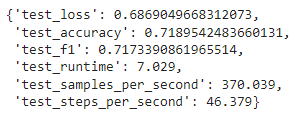 {'test_loss': 0.6869049668312073,
'test_accuracy': 0.7189542483660131,
'test_f1': 0.7173390861965514,
'test_runtime': 7.029,
'test_samples_per_second': 370.039,
'test_steps_per_second': 46.379}